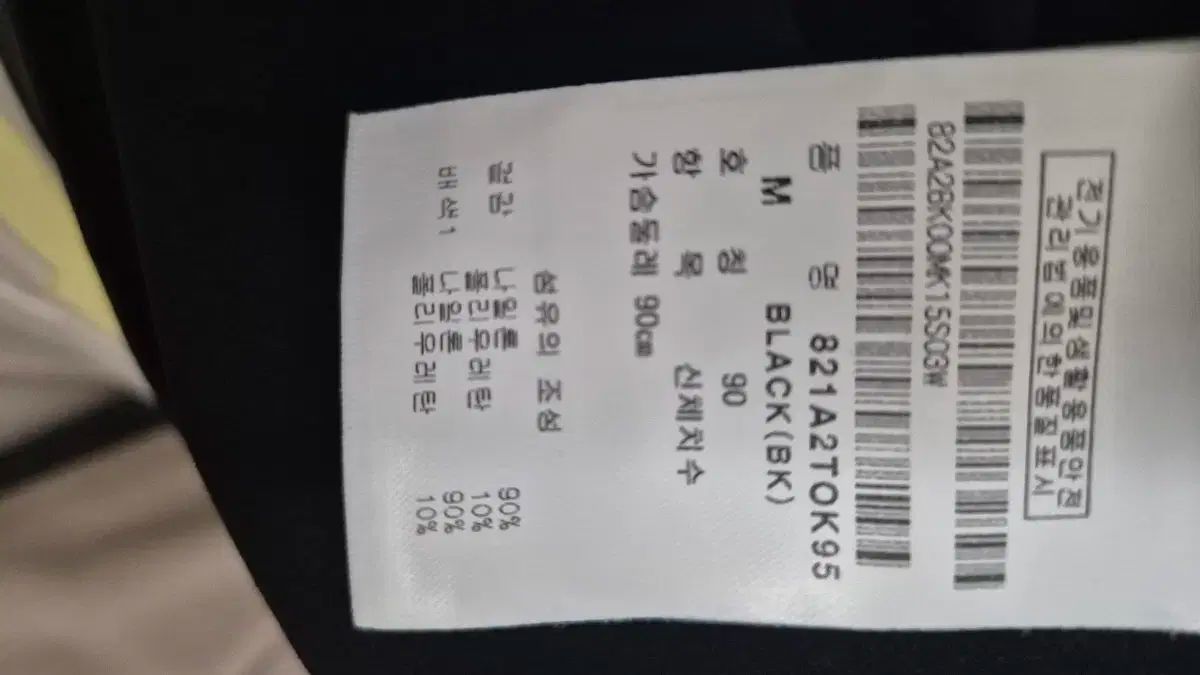 전기용품및생활용품안전
관리법에의한품질표시
82A2BK00MK15SOGW
품 명 821A2TOK95
M BLACK(BK)
호 칭 90
항 목 신체치수
가슴둘레 90cm
섬유의 조성
겉감 나일론 90%
폴리우레탄 10%
배색1 나일론 90%
폴리우레탄 10%